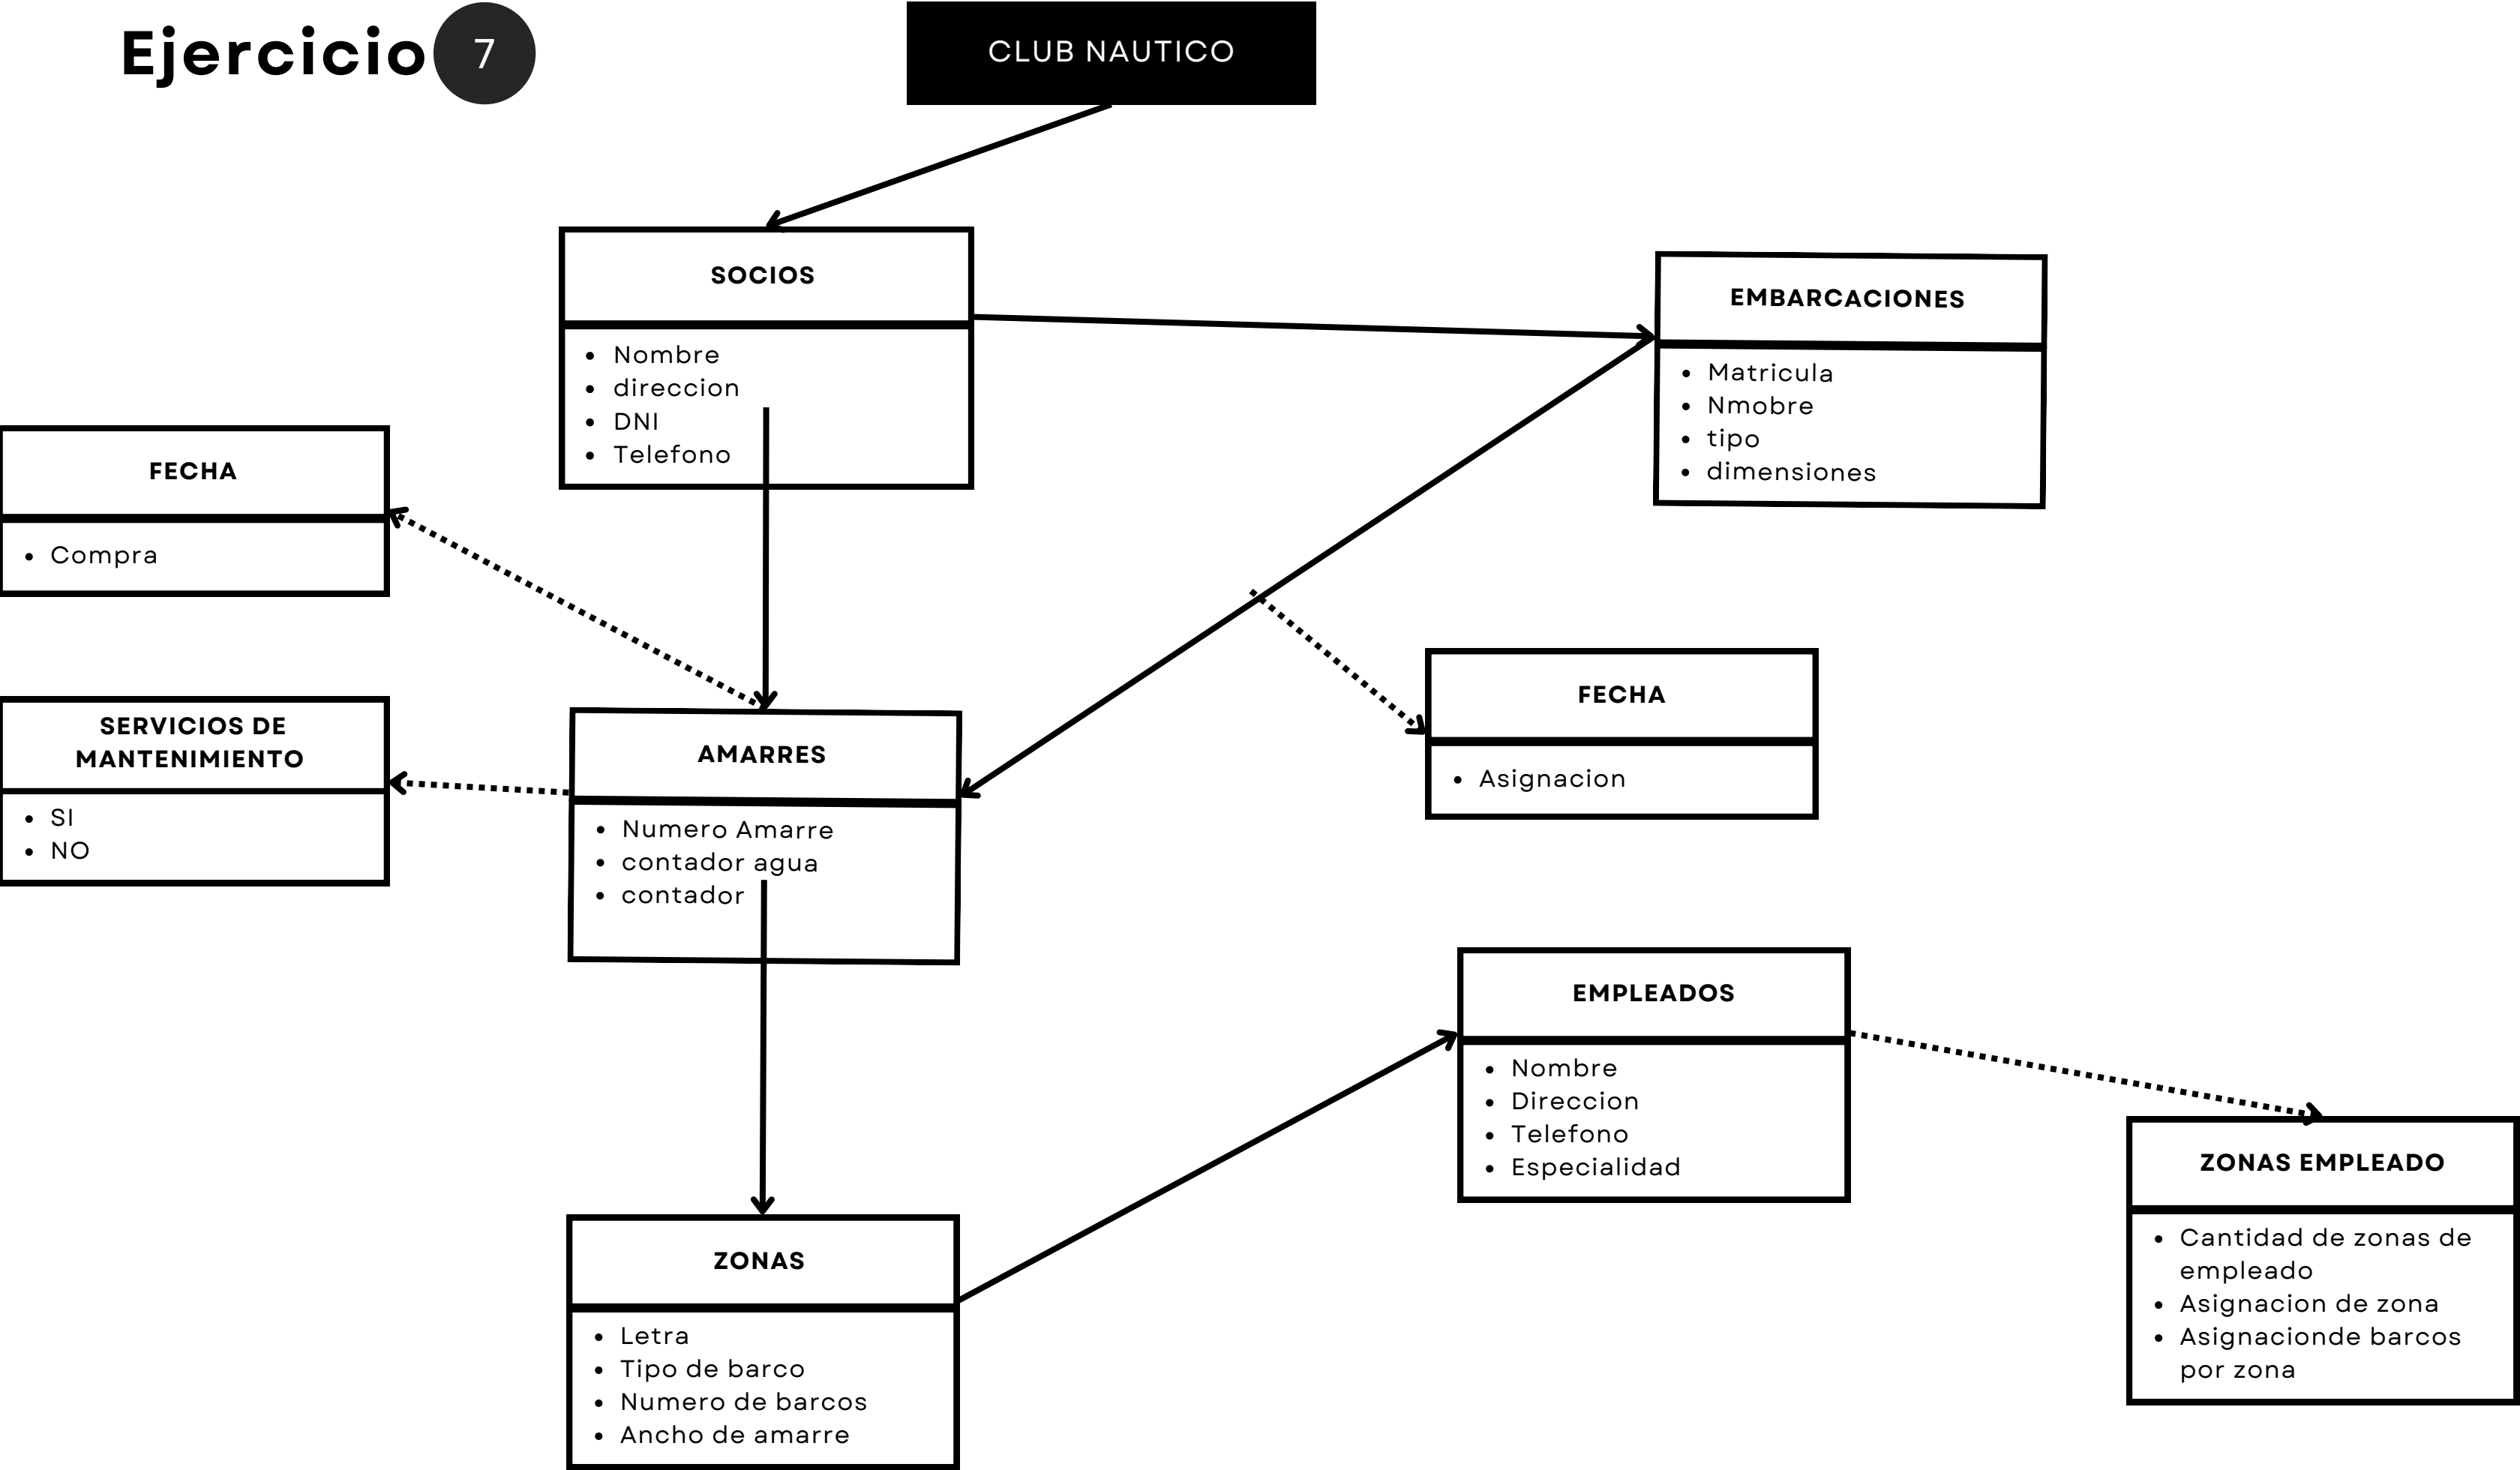 Ejercicio 7
CLUB NAUTICO
SOCIOS
Nombre
direccion
DNI
Telefono
EMBARCACIONES
Matricula
Nmobre
tipo
dimensiones
FECHA
Compra
SERVICIOS DE
MANTENIMIENTO
SI
NO
AMARRES
Numero Amarre
contador agua
contador
FECHA
Asignacion
EMPLEADOS
Nombre
Direccion
Telefono
Especialidad
ZONAS EMPLEADO
Cantidad de zonas de
empleado
Asignacion de zona
Asignacionde barcos
por zona
ZONAS
Letra
Tipo de barco
Numero de barcos
Ancho de amarre